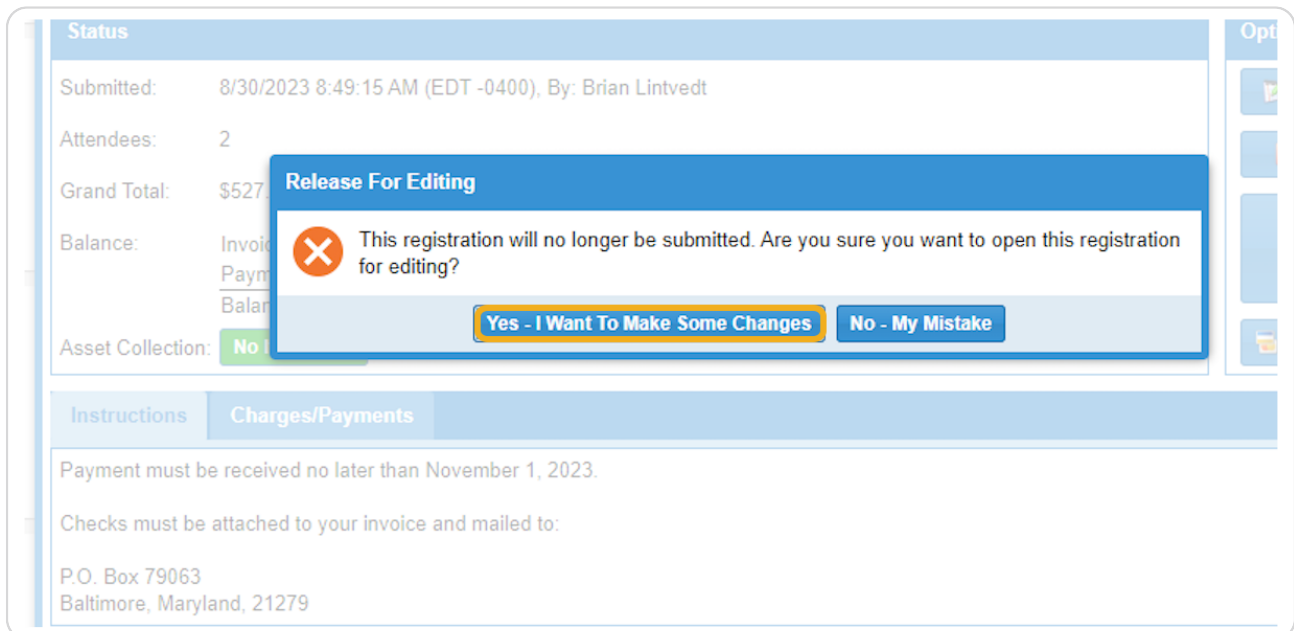 Status
Opti
Submitted: 8/30/2023 8:49:15 AM (EDT -0400), By: Brian Lintvedt
Attendees: 2
Grand Total: $527.
Balance: Invoic
Paym
Balan
Asset Collection: No
Release For Editing
This registration will no longer be submitted. Are you sure you want to open this registration
for editing?
Yes - I Want To Make Some Changes
No - My Mistake
Instructions
Charges/Payments
Payment must be received no later than November 1, 2023.
Checks must be attached to your invoice and mailed to:
P.O. Box 79063
Baltimore, Maryland, 21279